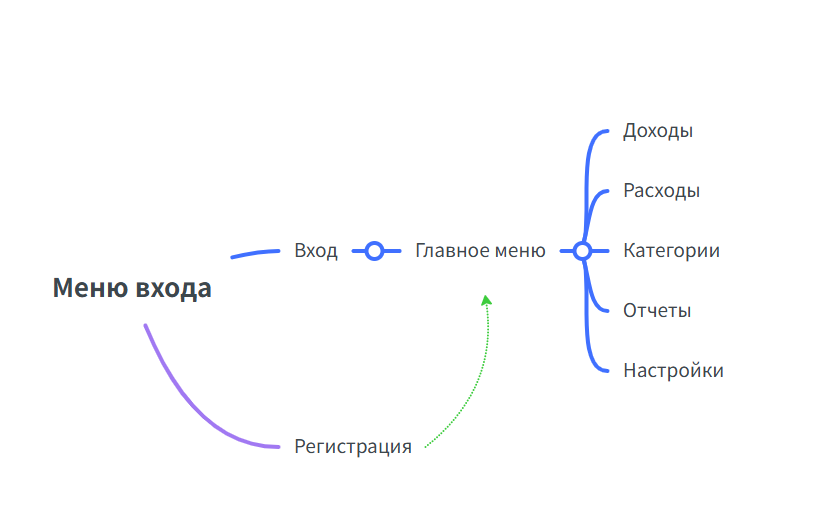 Меню входа
Вход
Главное меню
Доходы
Расходы
Категории
Отчеты
Настройки
Регистрация